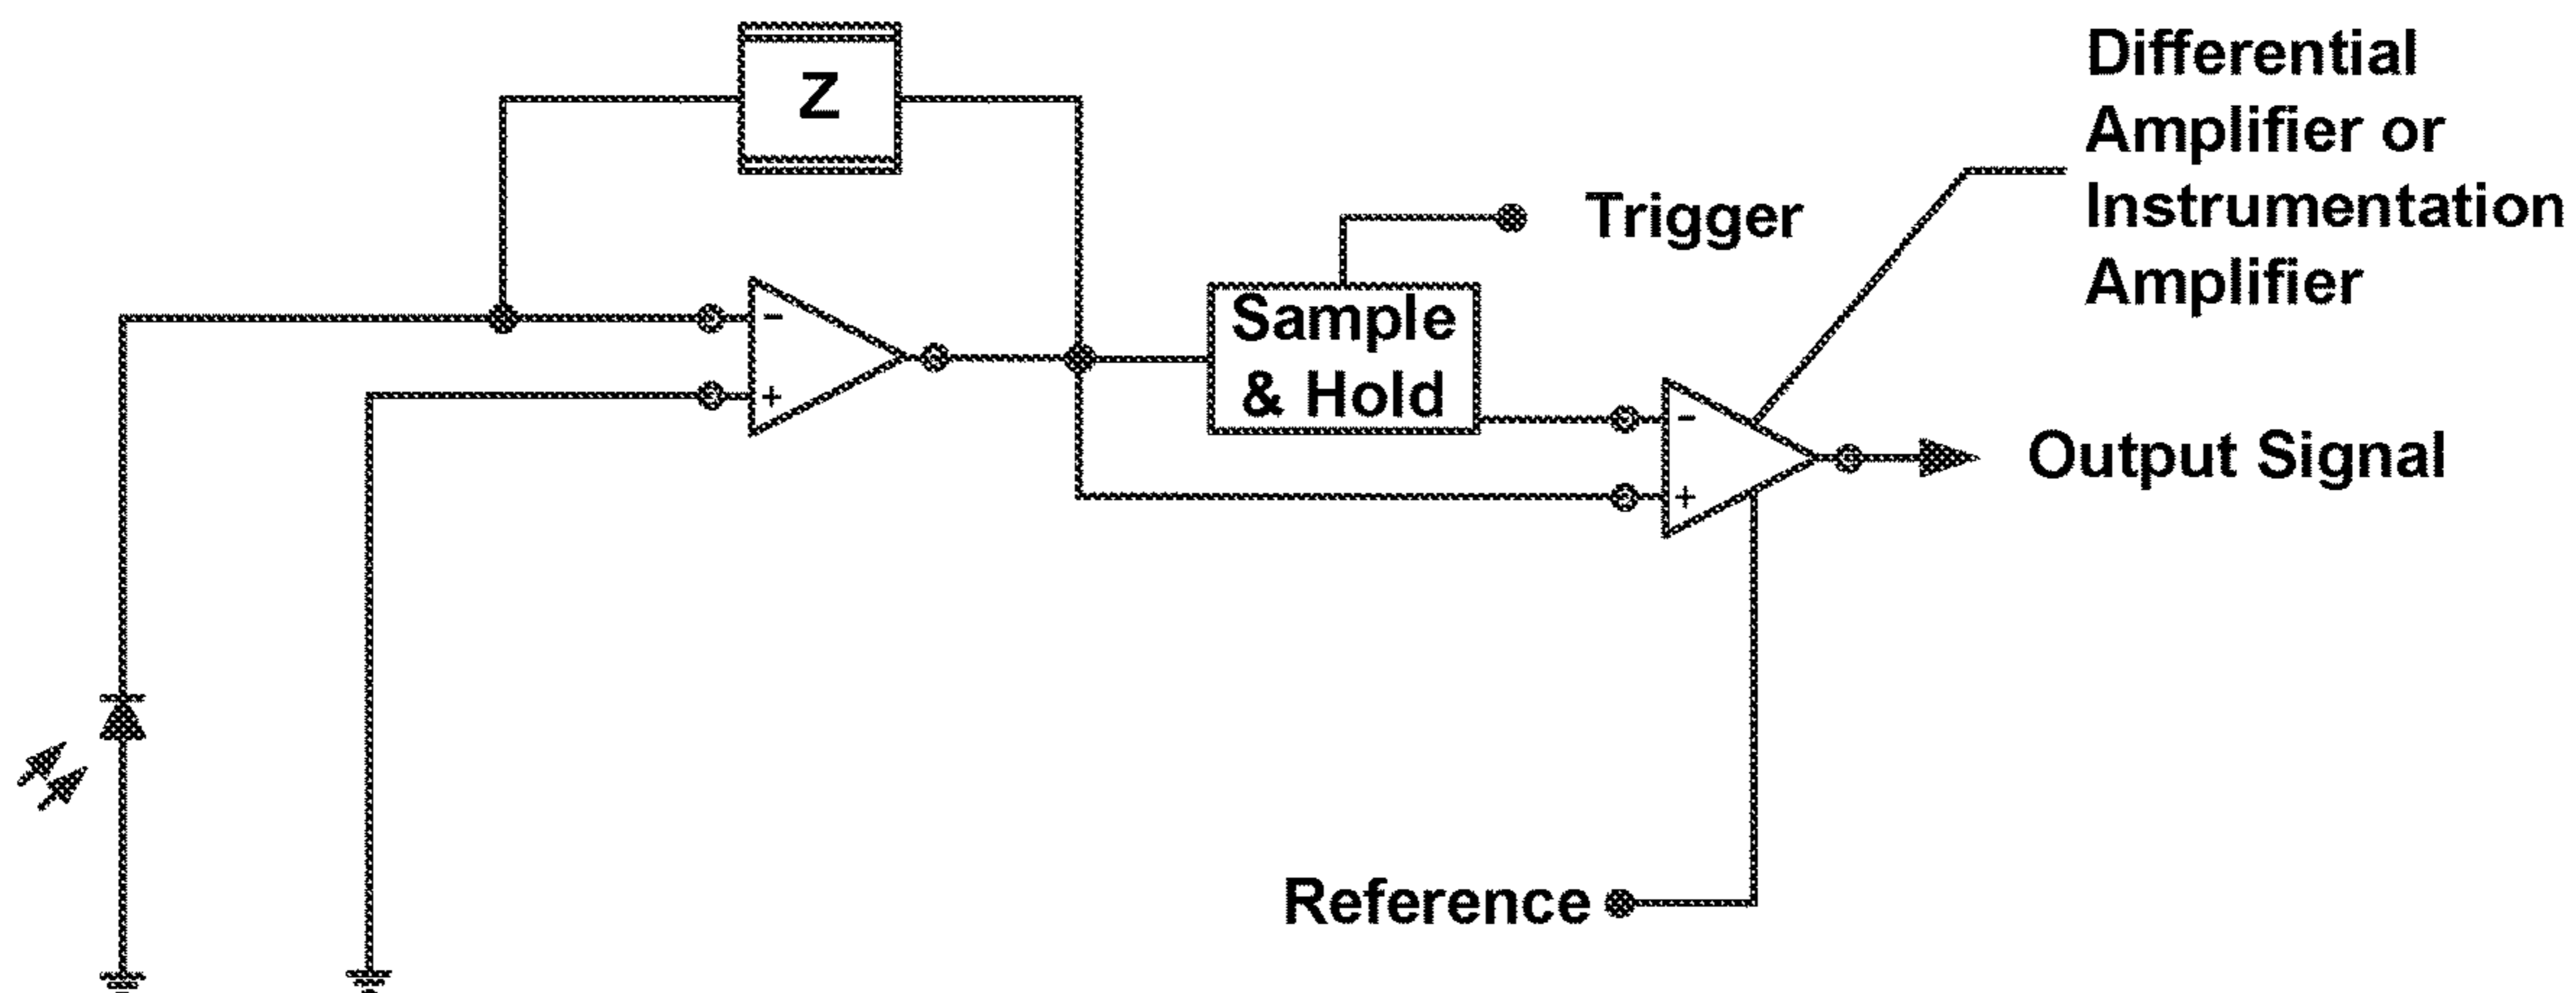 Z
Differential
Amplifier or
Instrumentation
Amplifier
Trigger
-
+
Sample
& Hold
-
+
Output Signal
Reference